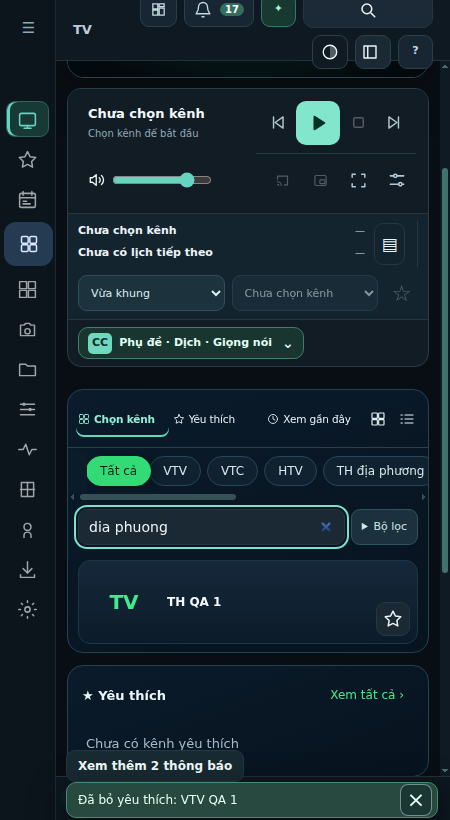 TV
17
?
Chưa chọn kênh
Chọn kênh để bắt đầu
Chưa chọn kênh —
Chưa có lịch tiếp theo —
Vừa khung
Chưa chọn kênh
CC Phụ đề · Dịch · Giọng nói
Chọn kênh
Yêu thích
Xem gần đây
Tất cả
VTV
VTC
HTV
TH địa phương
dia phuong
Bộ lọc
TV
TH QA 1
★ Yêu thích
Xem tất cả ›
Chưa có kênh yêu thích
Xem thêm 2 thông báo
Đã bỏ yêu thích: VTV QA 1